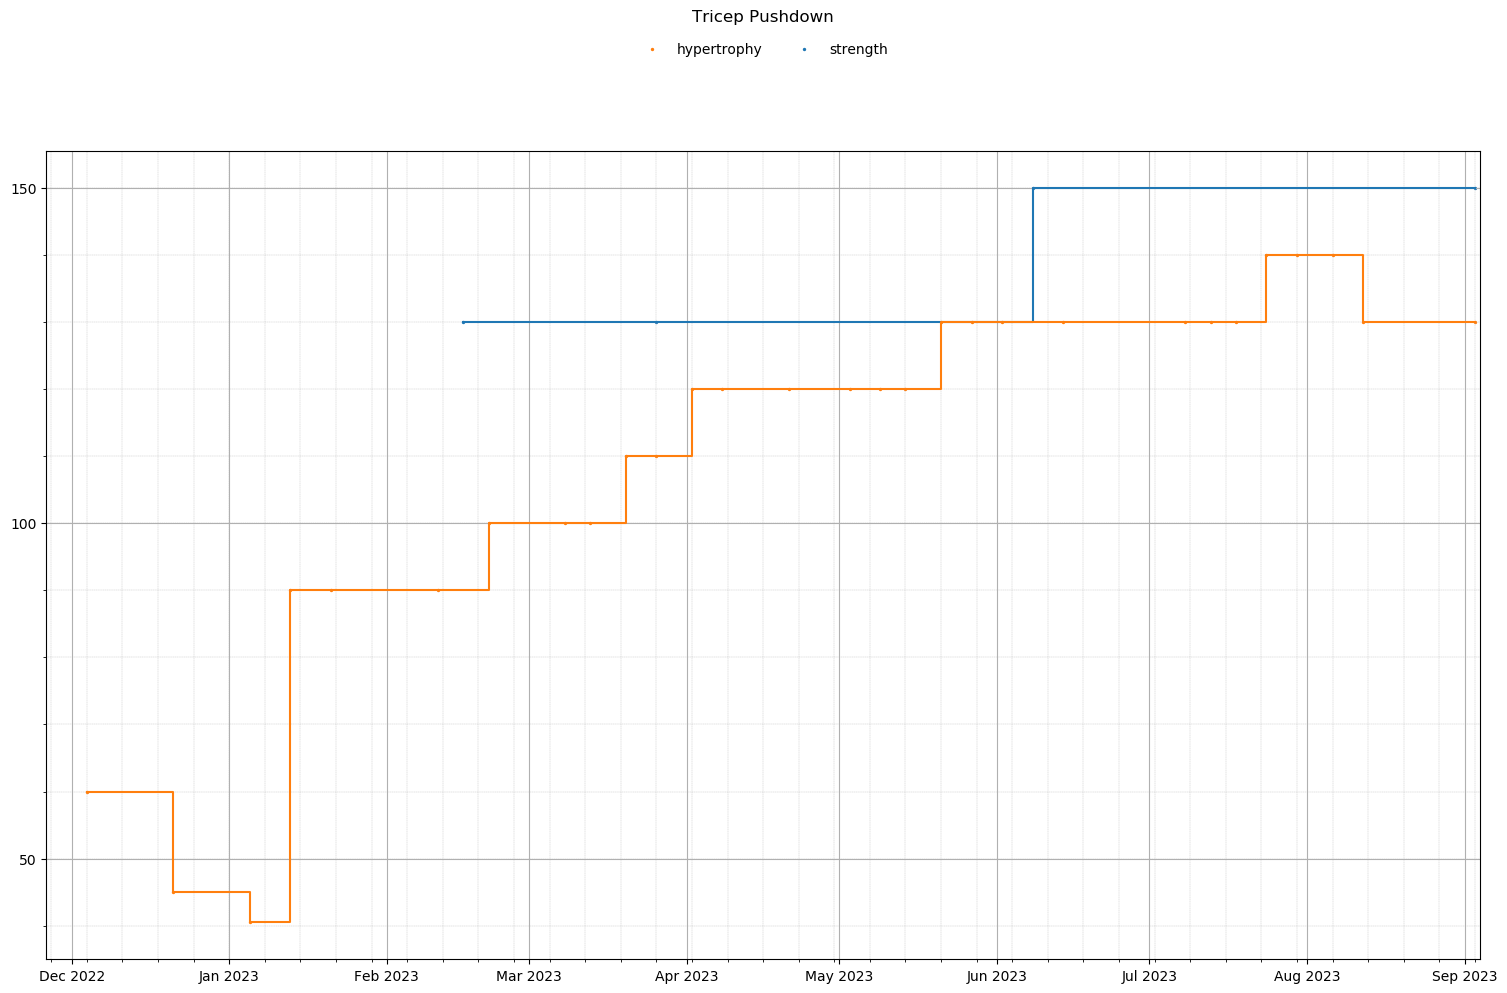 Tricep Pushdown
hypertrophy strength
150
100
50
Dec 2022 Jan 2023 Feb 2023 Mar 2023 Apr 2023 May 2023 Jun 2023 Jul 2023 Aug 2023 Sep 2023